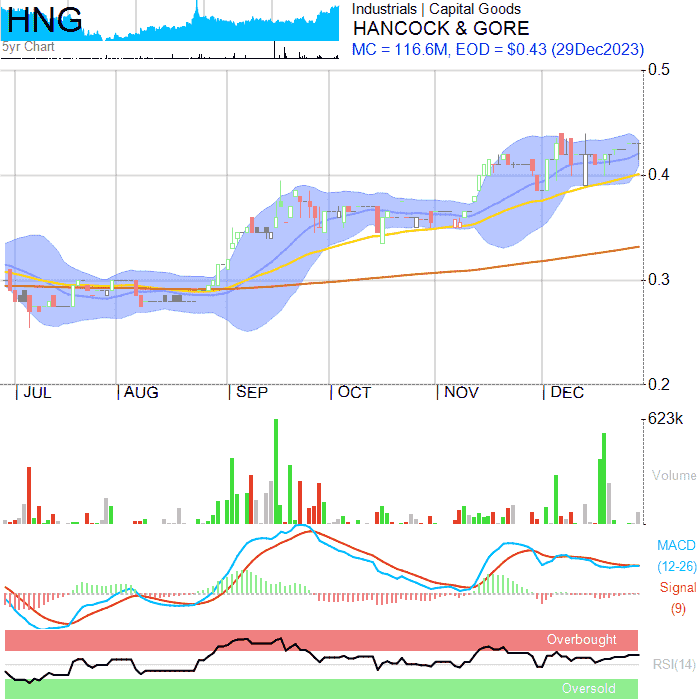 HNG
5yr Chart
Industrials | Capital Goods
HANCOCK & GORE
MC = 116.6M, EOD = $0.43 (29Dec2023)
0.5
0.4
0.3
0.2
JUL
AUG
SEP
OCT
NOV
DEC
623k
Volume
MACD
(12-26)
Signal
(9)
Overbought
RSI(14)
Oversold